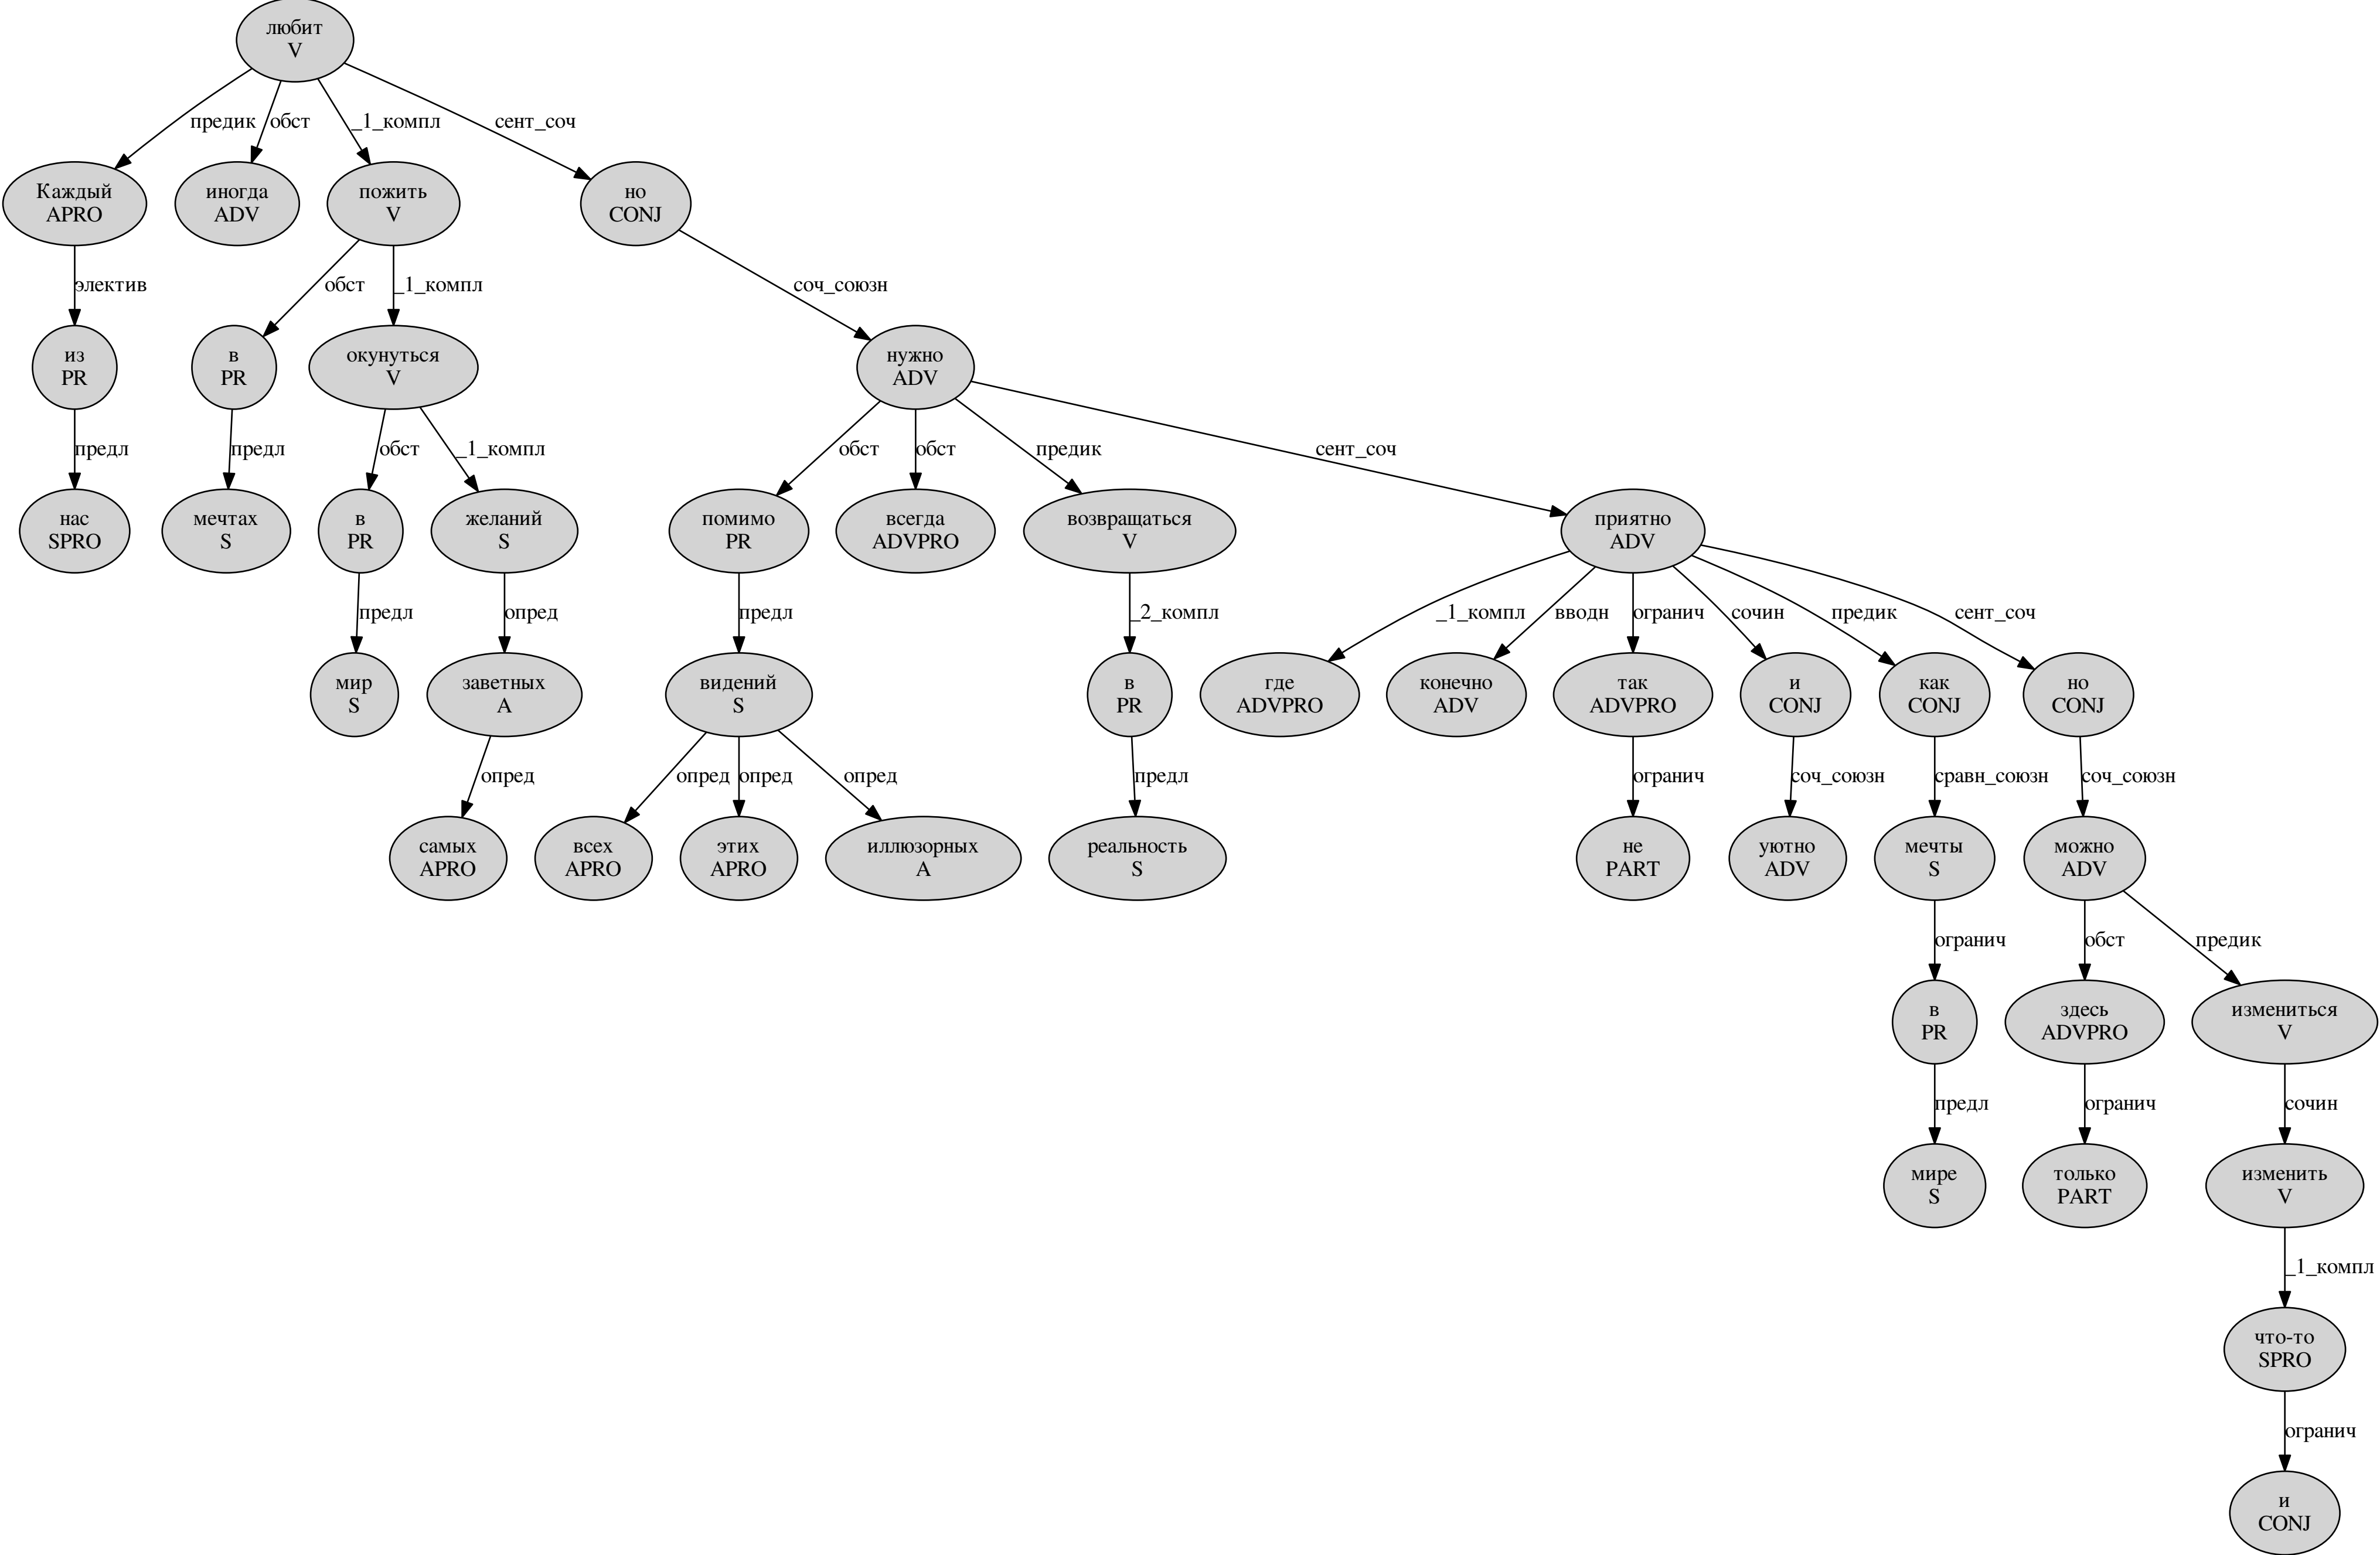 любит
V
предик
обст
_1_компл
сент_соч
Каждый
APRO
иногда
ADV
пожить
V
но
CONJ
электив
обст
_1_компл
соч_союзн
из
PR
в
PR
окунуться
V
нужно
ADV
предл
предл
обст
_1_компл
обст
обст
предик
сент_соч
нас
SPRO
мечтах
S
в
PR
желаний
S
помимо
PR
всегда
ADVPRO
возвращаться
V
приятно
ADV
предл
опред
предл
_2_компл
_1_компл
вводн
огранич
сочин
предик
сент_соч
мир
S
заветных
A
видений
S
в
PR
где
ADVPRO
конечно
ADV
так
ADVPRO
и
CONJ
как
CONJ
но
CONJ
опред
опред
опред
опред
предл
огранич
соч_союзн
сравн_союзн
соч_союзн
самых
APRO
всех
APRO
этих
APRO
иллюзорных
A
реальность
S
не
PART
уютно
ADV
мечты
S
можно
ADV
огранич
обст
предик
в
PR
здесь
ADVPRO
измениться
V
предл
огранич
сочин
мире
S
только
PART
изменить
V
_1_компл
что-то
SPRO
огранич
и
CONJ